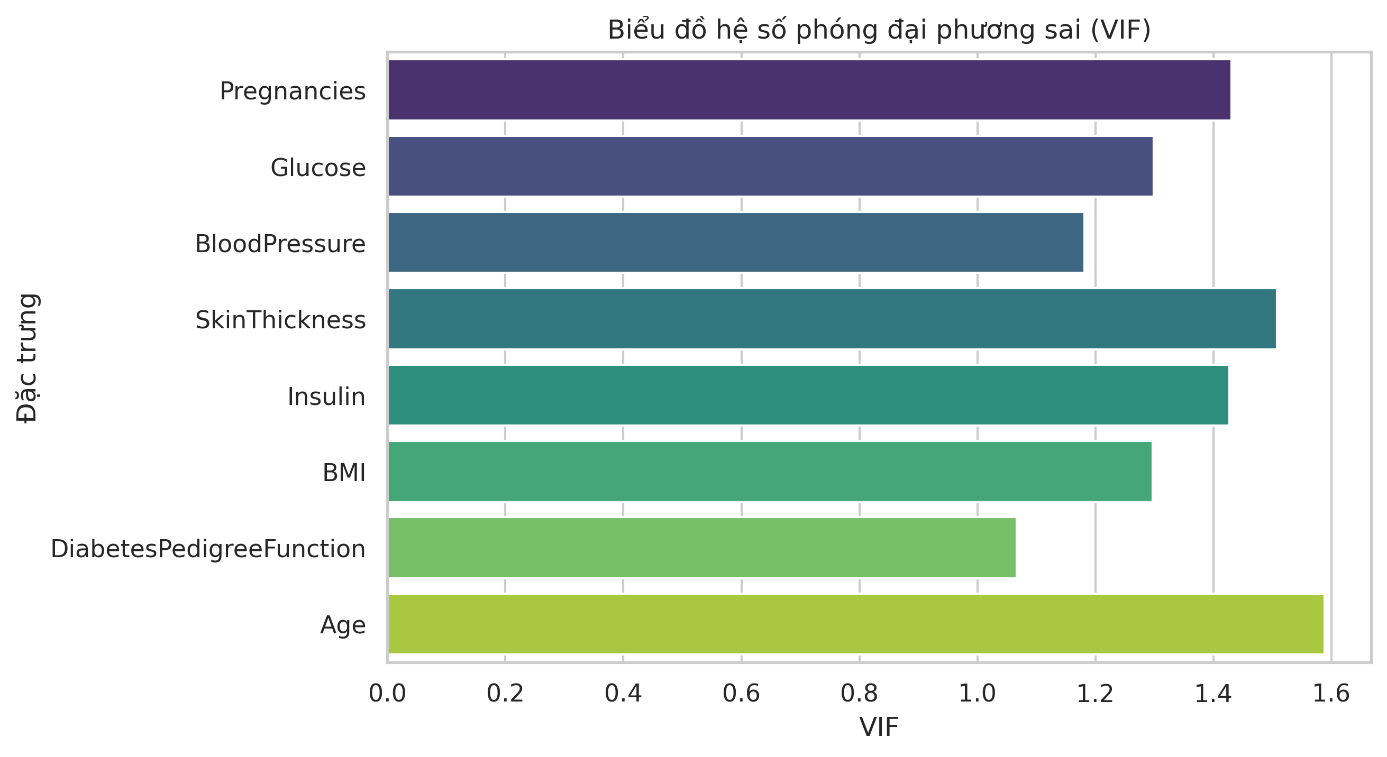 Biểu đồ hệ số phóng đại phương sai (VIF)
Đặc trưng
Pregnancies
Glucose
BloodPressure
SkinThickness
Insulin
BMI
DiabetesPedigreeFunction
Age
0.0 0.2 0.4 0.6 0.8 1.0 1.2 1.4 1.6
VIF